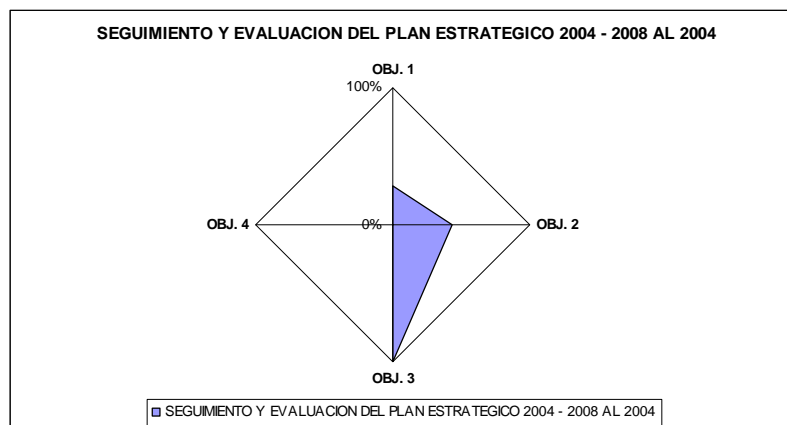 SEGUIMIENTO Y EVALUACION DEL PLAN ESTRATEGICO 2004 - 2008 AL 2004
OBJ. 1
100%
OBJ. 4
0%
OBJ. 2
OBJ. 3
SEGUIMIENTO Y EVALUACION DEL PLAN ESTRATEGICO 2004 - 2008 AL 2004